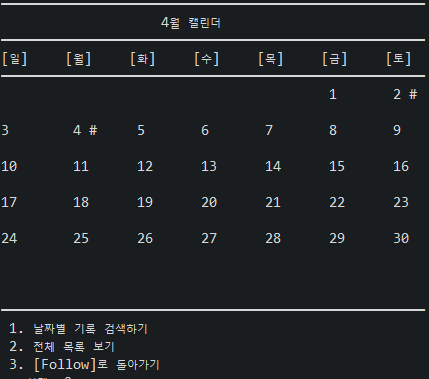 4월 캘린더
[일] [월] [화] [수] [목] [금] [토]
1 2 #
3 4 # 5 6 7 8 9
10 11 12 13 14 15 16
17 18 19 20 21 22 23
24 25 26 27 28 29 30
1. 날짜별 기록 검색하기
2. 전체 목록 보기
3. [Follow]로 돌아가기